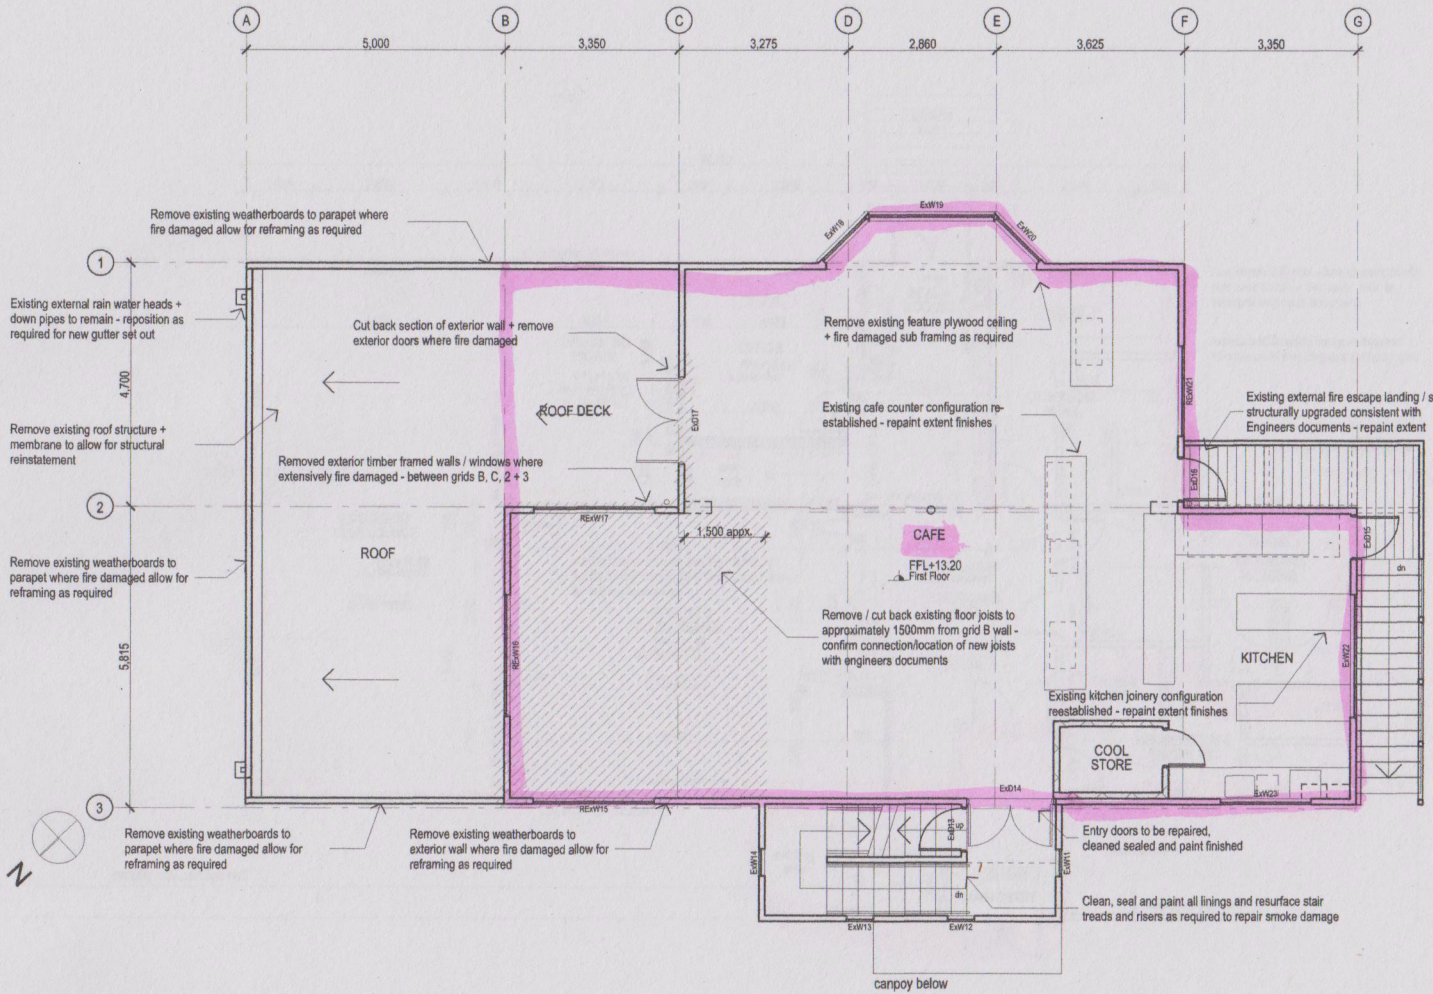 A B C D E F G
5,000 3,350 3,275 2,860 3,625 3,350
ExW19
ExW18
ExW20
Remove existing weatherboards to parapet where
fire damaged allow for reframing as required
1
Existing external rain water heads +
down pipes to remain - reposition as
required for new gutter set out
Cut back section of exterior wall + remove
exterior doors where fire damaged
Remove existing feature plywood ceiling
+ fire damaged sub framing as required
4,700
RExW21
ROOF DECK
ExD17
Existing cafe counter configuration re-
established - repaint extent finishes
Existing external fire escape landing / s
structurally upgraded consistent with
Engineers documents - repaint extent
Remove existing roof structure +
membrane to allow for structural
reinstatement
Removed exterior timber framed walls / windows where
extensively fire damaged - between grids B, C, 2 + 3
ExD16
2
RExW17
1,500 appx.
CAFE
FFL+13.20
First Floor
ExD15
dn
ROOF
Remove existing weatherboards to
parapet where fire damaged allow for
reframing as required
Remove / cut back existing floor joists to
approximately 1500mm from grid B wall -
confirm connection/location of new joists
with engineers documents
5,815
RExW16
KITCHEN
ExW22
Existing kitchen joinery configuration
reestablished - repaint extent finishes
COOL
STORE
ExW23
3
RExW15
ExD14
N
Remove existing weatherboards to
parapet where fire damaged allow for
reframing as required
Remove existing weatherboards to
exterior wall where fire damaged allow for
reframing as required
ExD13
ExW14
ExW11
Entry doors to be repaired,
cleaned sealed and paint finished
dn
Clean, seal and paint all linings and resurface stair
treads and risers as required to repair smoke damage
ExW13
ExW12
canpoy below